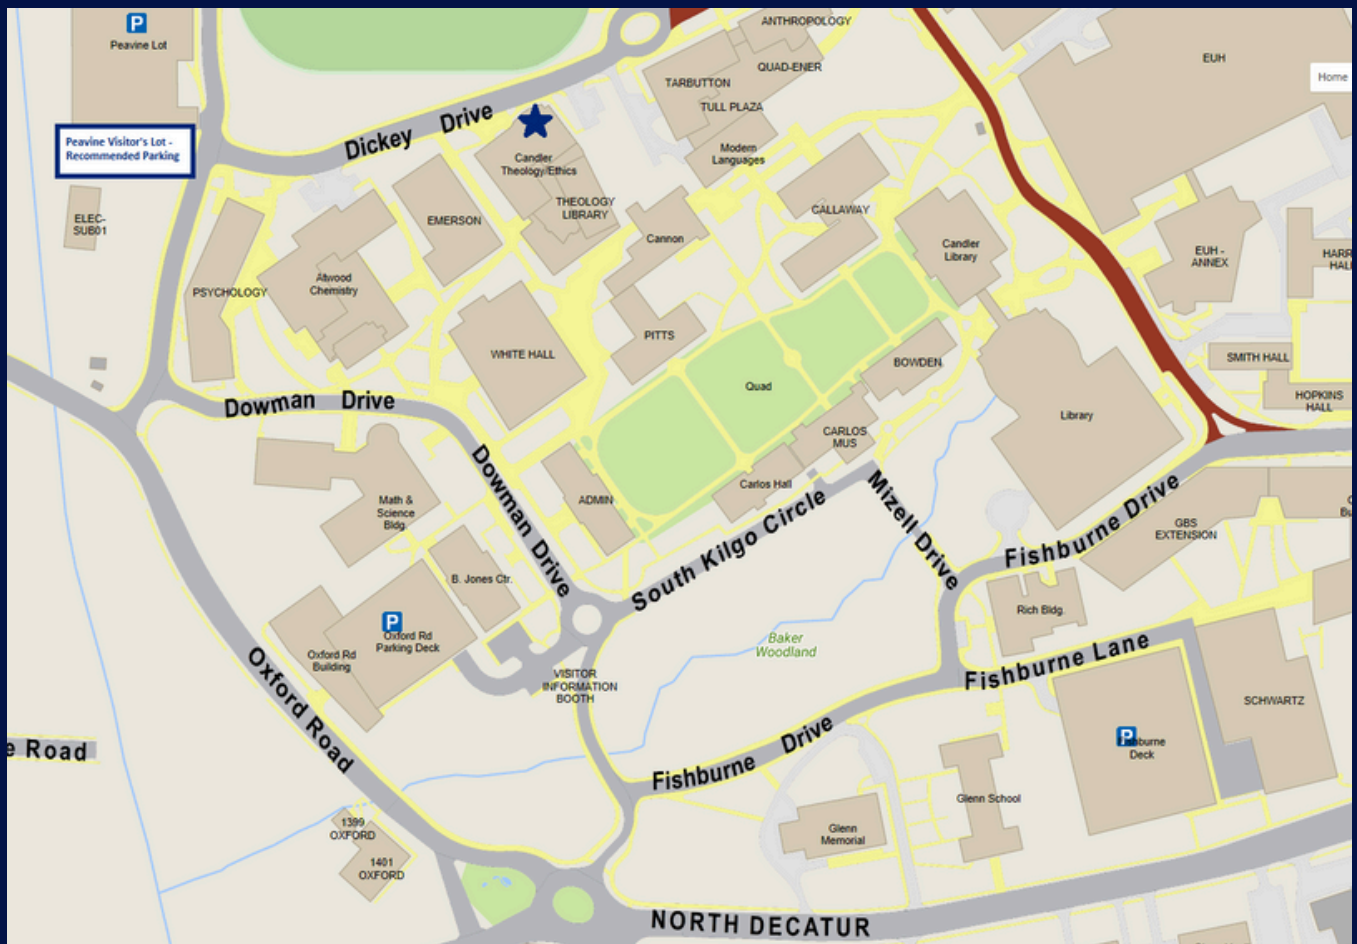 P
Peavine Lot
Peavine Visitor's Lot -
Recommended Parking
ELEC-
SUB01
PSYCHOLOGY
Dickey Drive
Atwood
Chemistry
EMERSON
Candler
Theology/Ethics
THEOLOGY
LIBRARY
Cannon
PITTS
WHITE HALL
ANTHROPOLOGY
QUAD-ENER
TARBUTTON
TULL PLAZA
Modern
Languages
CALLAWAY
Candler
Library
EUH
Home
EUH -
ANNEX
HARR
HAL
SMITH HALL
HOPKINS
HALL
BOWDEN
Quad
Library
CARLOS
MUS
Carlos Hall
ADMIN
Dowman Drive
Dowman Drive
Math &
Science
Bldg.
B. Jones Ctr.
P
Oxford Rd
Parking Deck
Oxford Rd
Building
South Kilgo Circle
Mizell Drive
Fishburne Drive
GBS
EXTENSION
Bu
Rich Bldg.
Baker
Woodland
VISITOR
INFORMATION
BOOTH
Fishburne Lane
SCHWARTZ
P
Deck
Oxford Road
e Road
Fishburne Drive
Glenn School
Glenn
Memorial
1399
OXFORD
1401
OXFORD
NORTH DECATUR